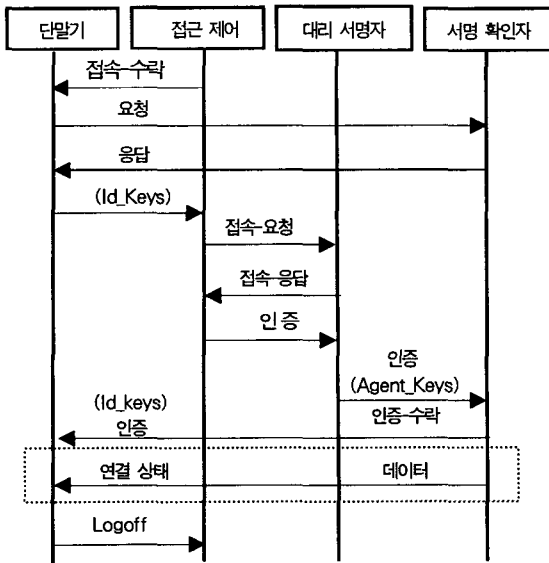 단말기 접근 제어 대리 서명자 서명 확인자
접속-수락
요청
응답
(Id_Keys)
접속-요청
접속-응답
인 증
인증
(Agent_Keys)
(Id_keys)
인증-수락
인증
연결 상태 데이터
Logoff